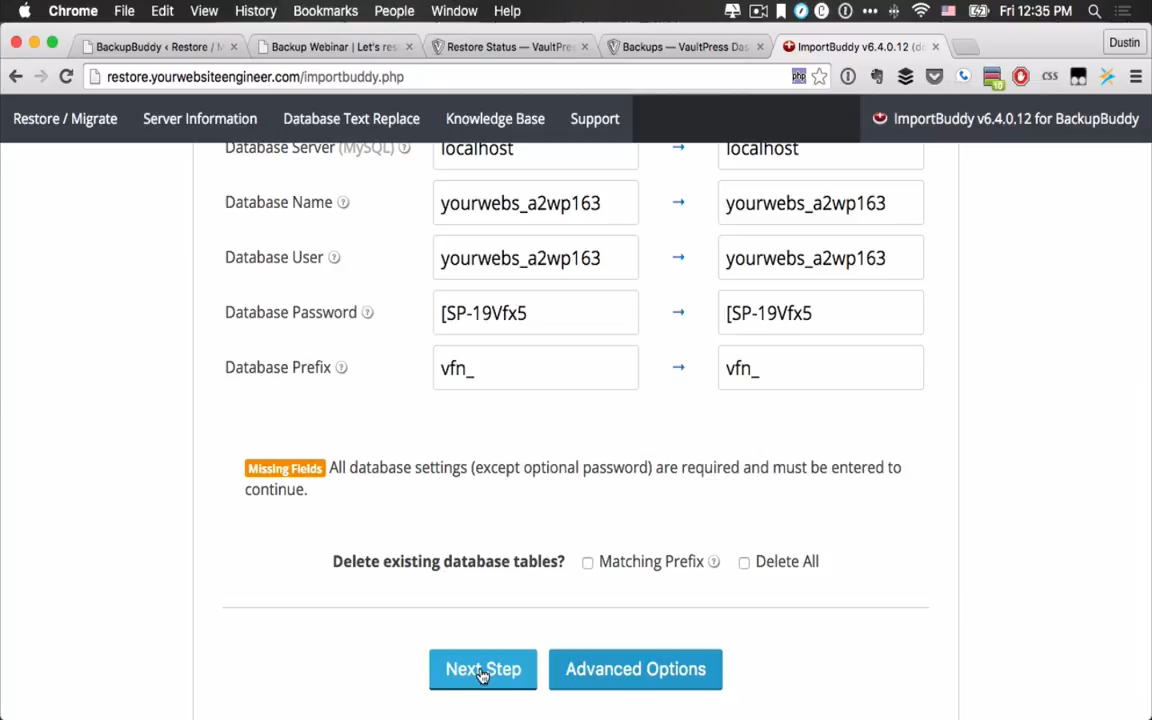 Chrome File Edit View History Bookmarks People Window Help Fri 12:35 PM
BackupBuddy ‹ Restore / M Backup Webinar | Let's res Restore Status — VaultPre Backups — VaultPress Das ImportBuddy v6.4.0.12 (d Dustin
restore.yourwebsiteengineer.com/importbuddy.php php 10 CSS
Restore / Migrate Server Information Database Text Replace Knowledge Base Support ImportBuddy v6.4.0.12 for BackupBuddy
Database Server (MySQL) ? localhost → localhost
Database Name ? yourwebs_a2wp163 → yourwebs_a2wp163
Database User ? yourwebs_a2wp163 → yourwebs_a2wp163
Database Password ? [SP-19Vfx5 → [SP-19Vfx5
Database Prefix ? vfn_ → vfn_
Missing Fields All database settings (except optional password) are required and must be entered to
continue.
Delete existing database tables? Matching Prefix ? Delete All
Next Step Advanced Options